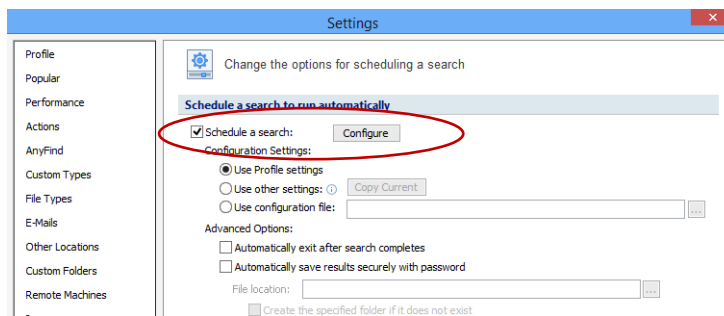 Settings
Profile
Popular
Performance
Actions
AnyFind
Custom Types
File Types
E-Mails
Other Locations
Custom Folders
Remote Machines
Change the options for scheduling a search
Schedule a search to run automatically
Schedule a search: Configure
Configuration Settings:
Use Profile settings
Use other settings: Copy Current
Use configuration file: ...
Advanced Options:
Automatically exit after search completes
Automatically save results securely with password
File location: ...
Create the specified folder if it does not exist